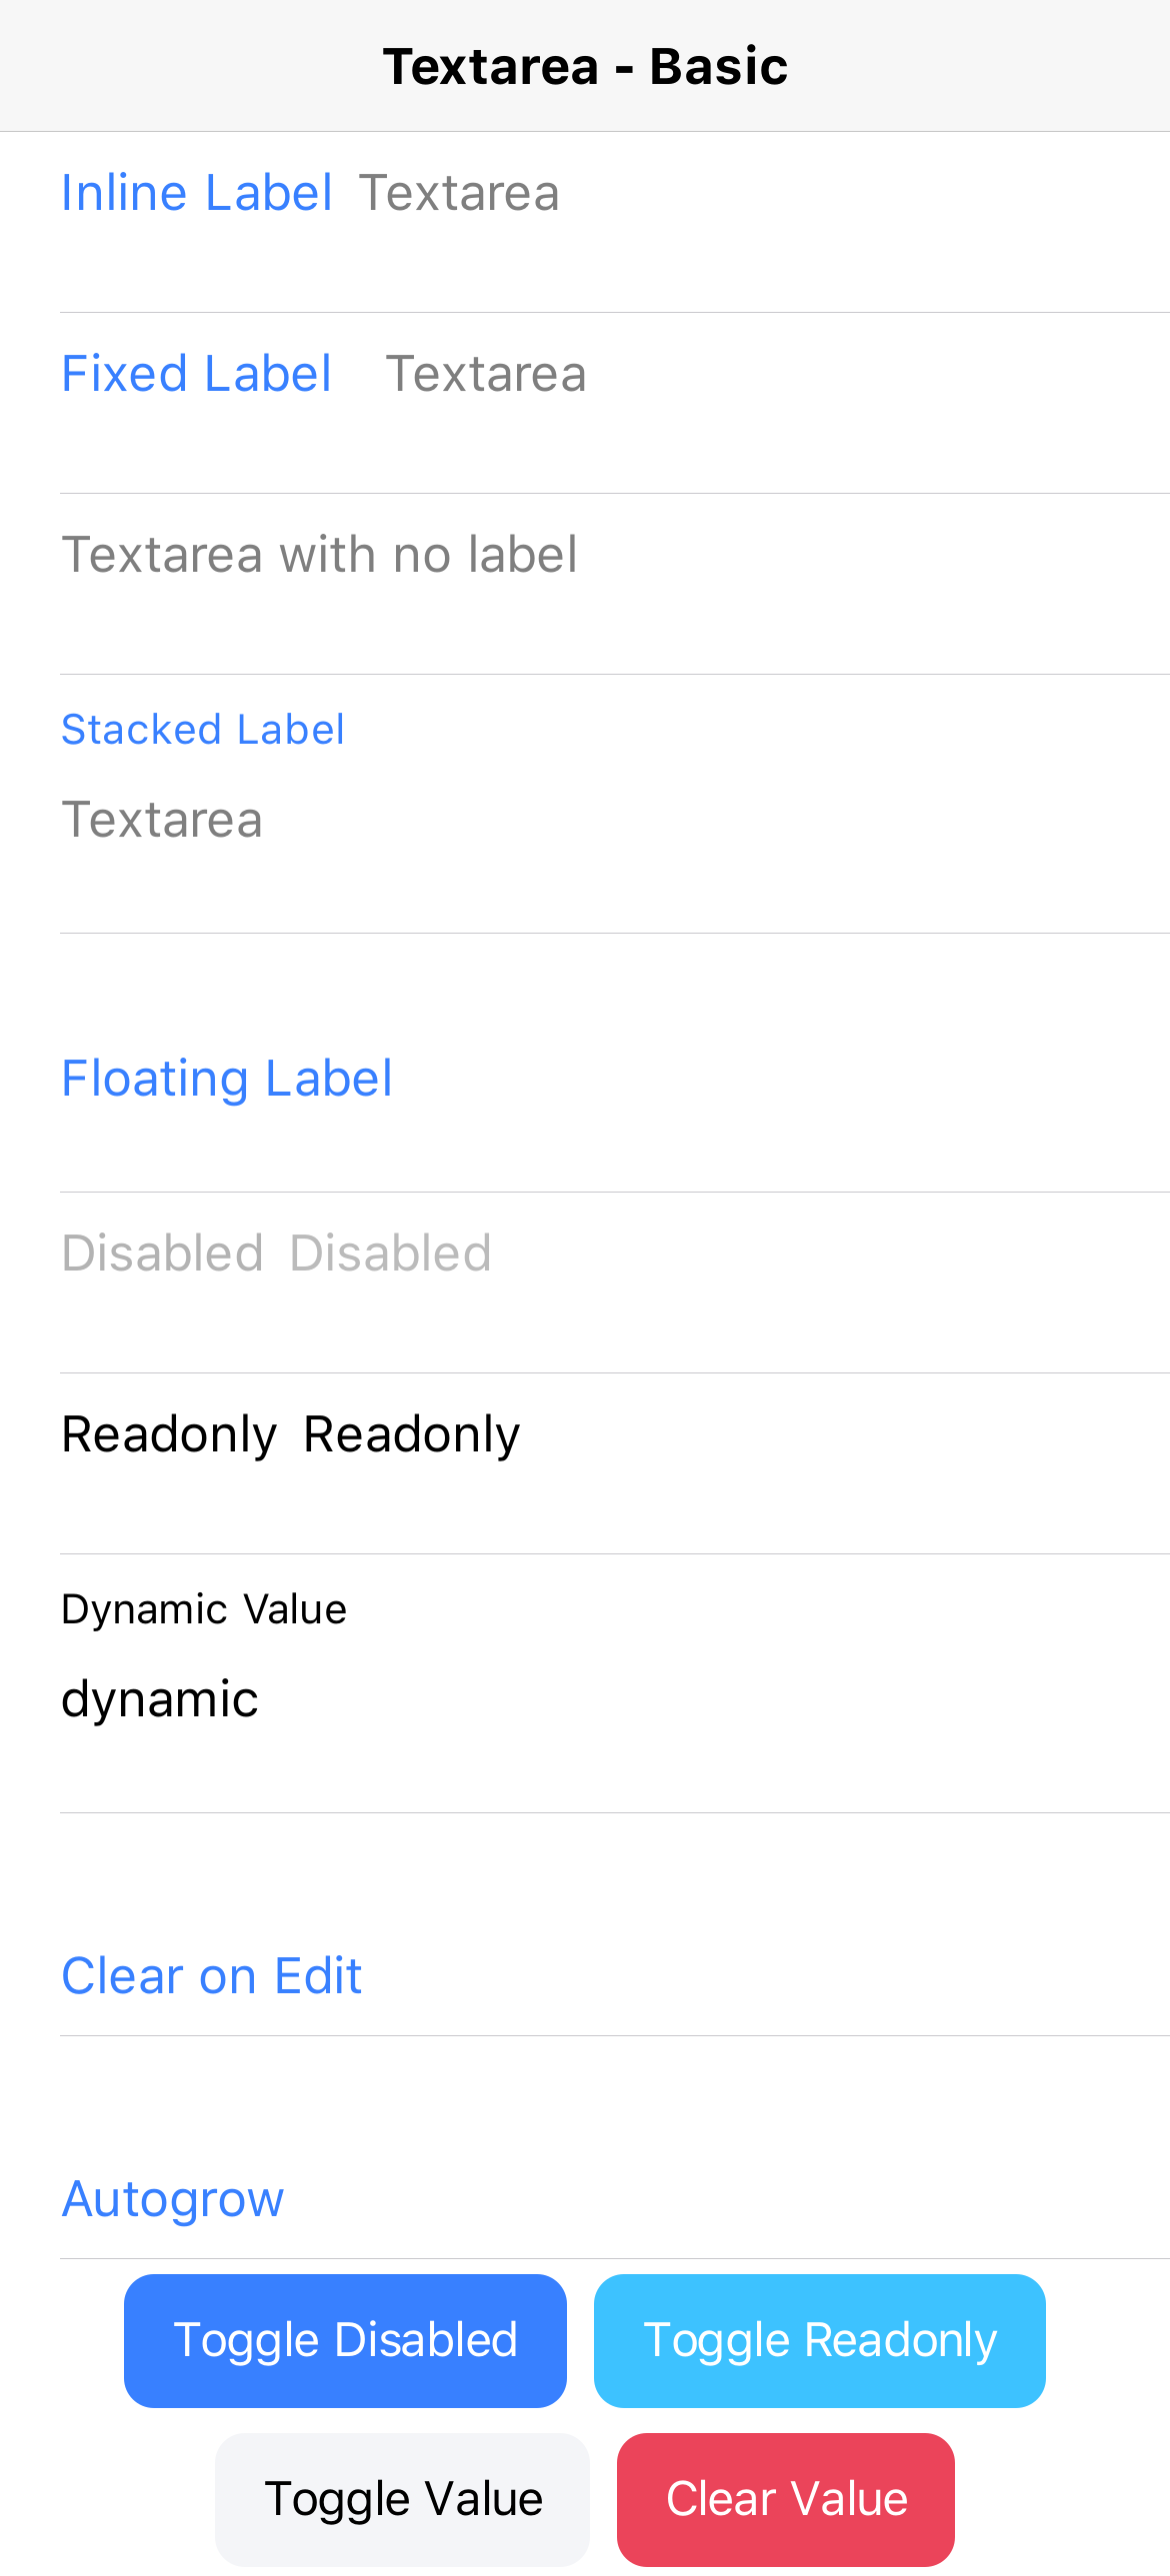 Textarea - Basic
Inline Label Textarea
Fixed Label Textarea
Textarea with no label
Stacked Label
Textarea
Floating Label
Disabled Disabled
Readonly Readonly
Dynamic Value
dynamic
Clear on Edit
Autogrow
Toggle Disabled Toggle Readonly
Toggle Value Clear Value